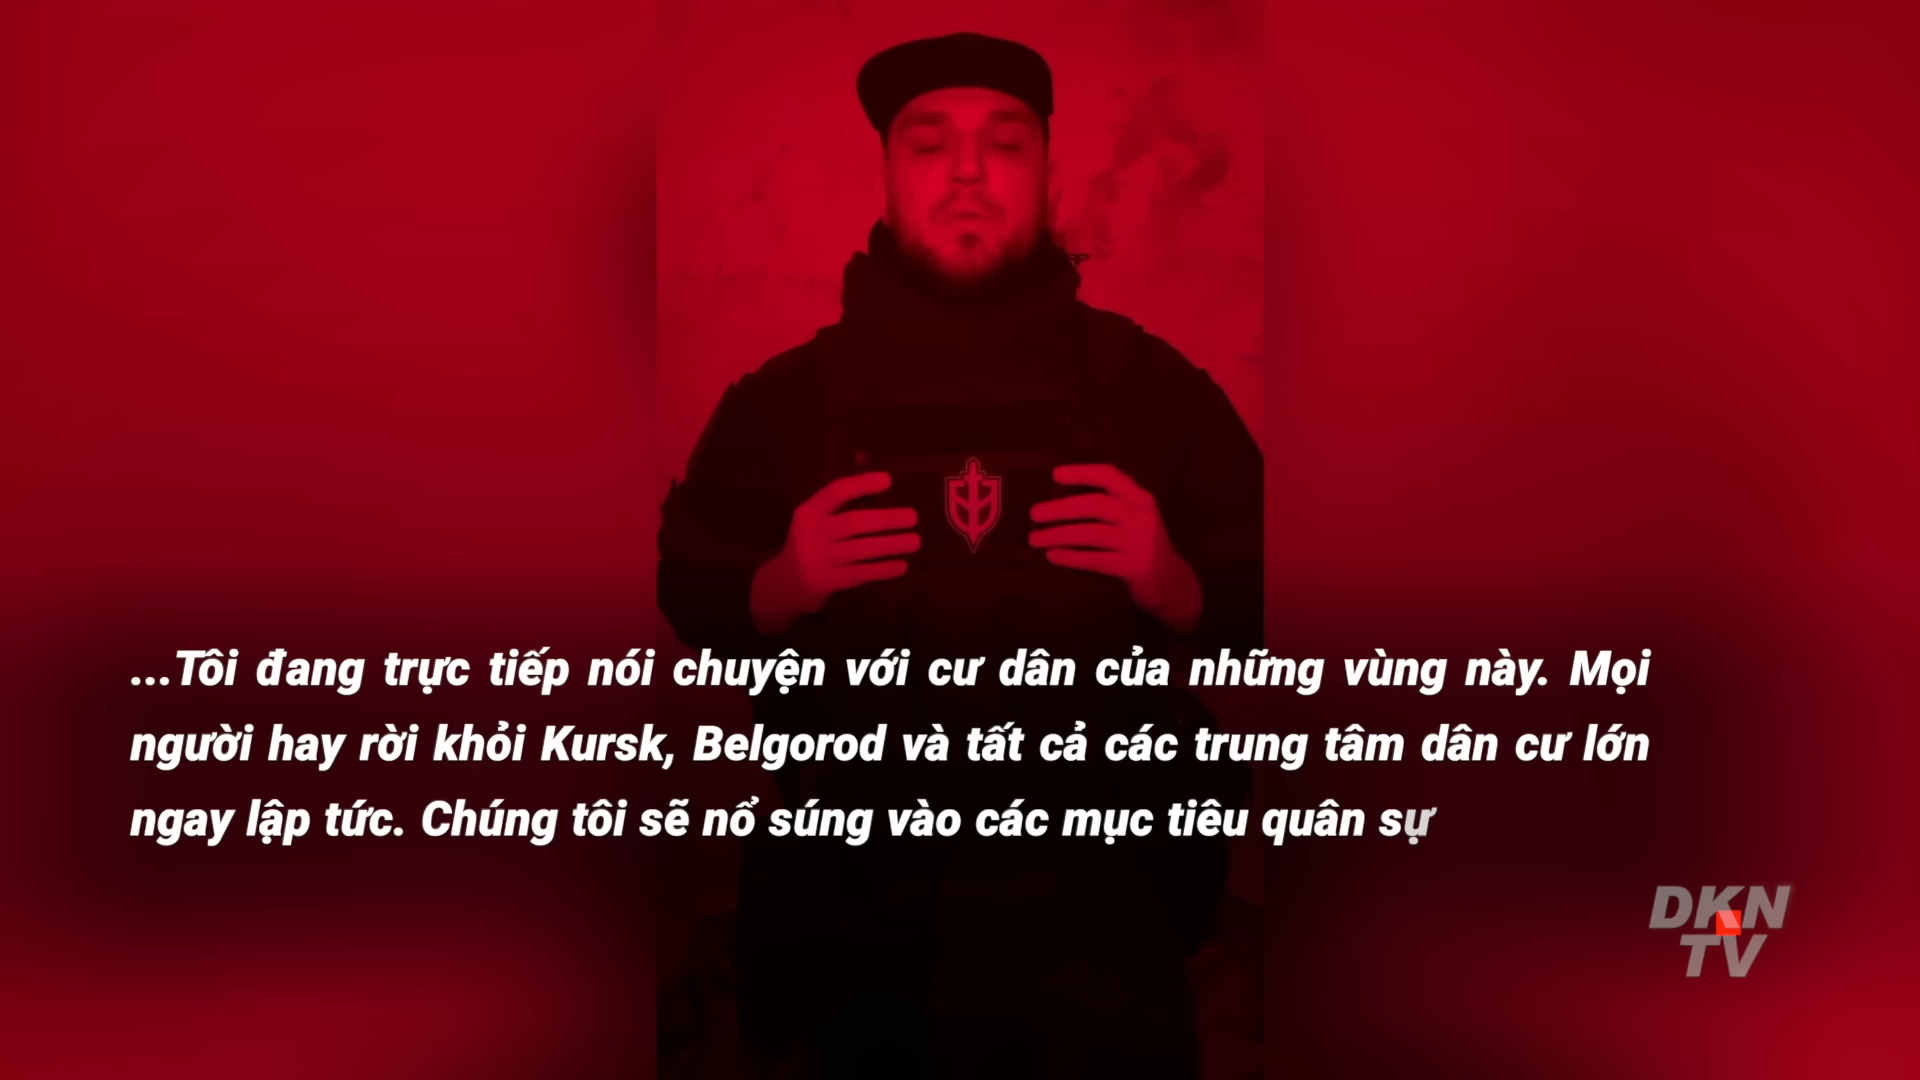 ...Tôi đang trực tiếp nói chuyện với cư dân của những vùng này. Mọi
người hay rời khỏi Kursk, Belgorod và tất cả các trung tâm dân cư lớn
ngay lập tức. Chúng tôi sẽ nổ súng vào các mục tiêu quân sự
DKN
TV